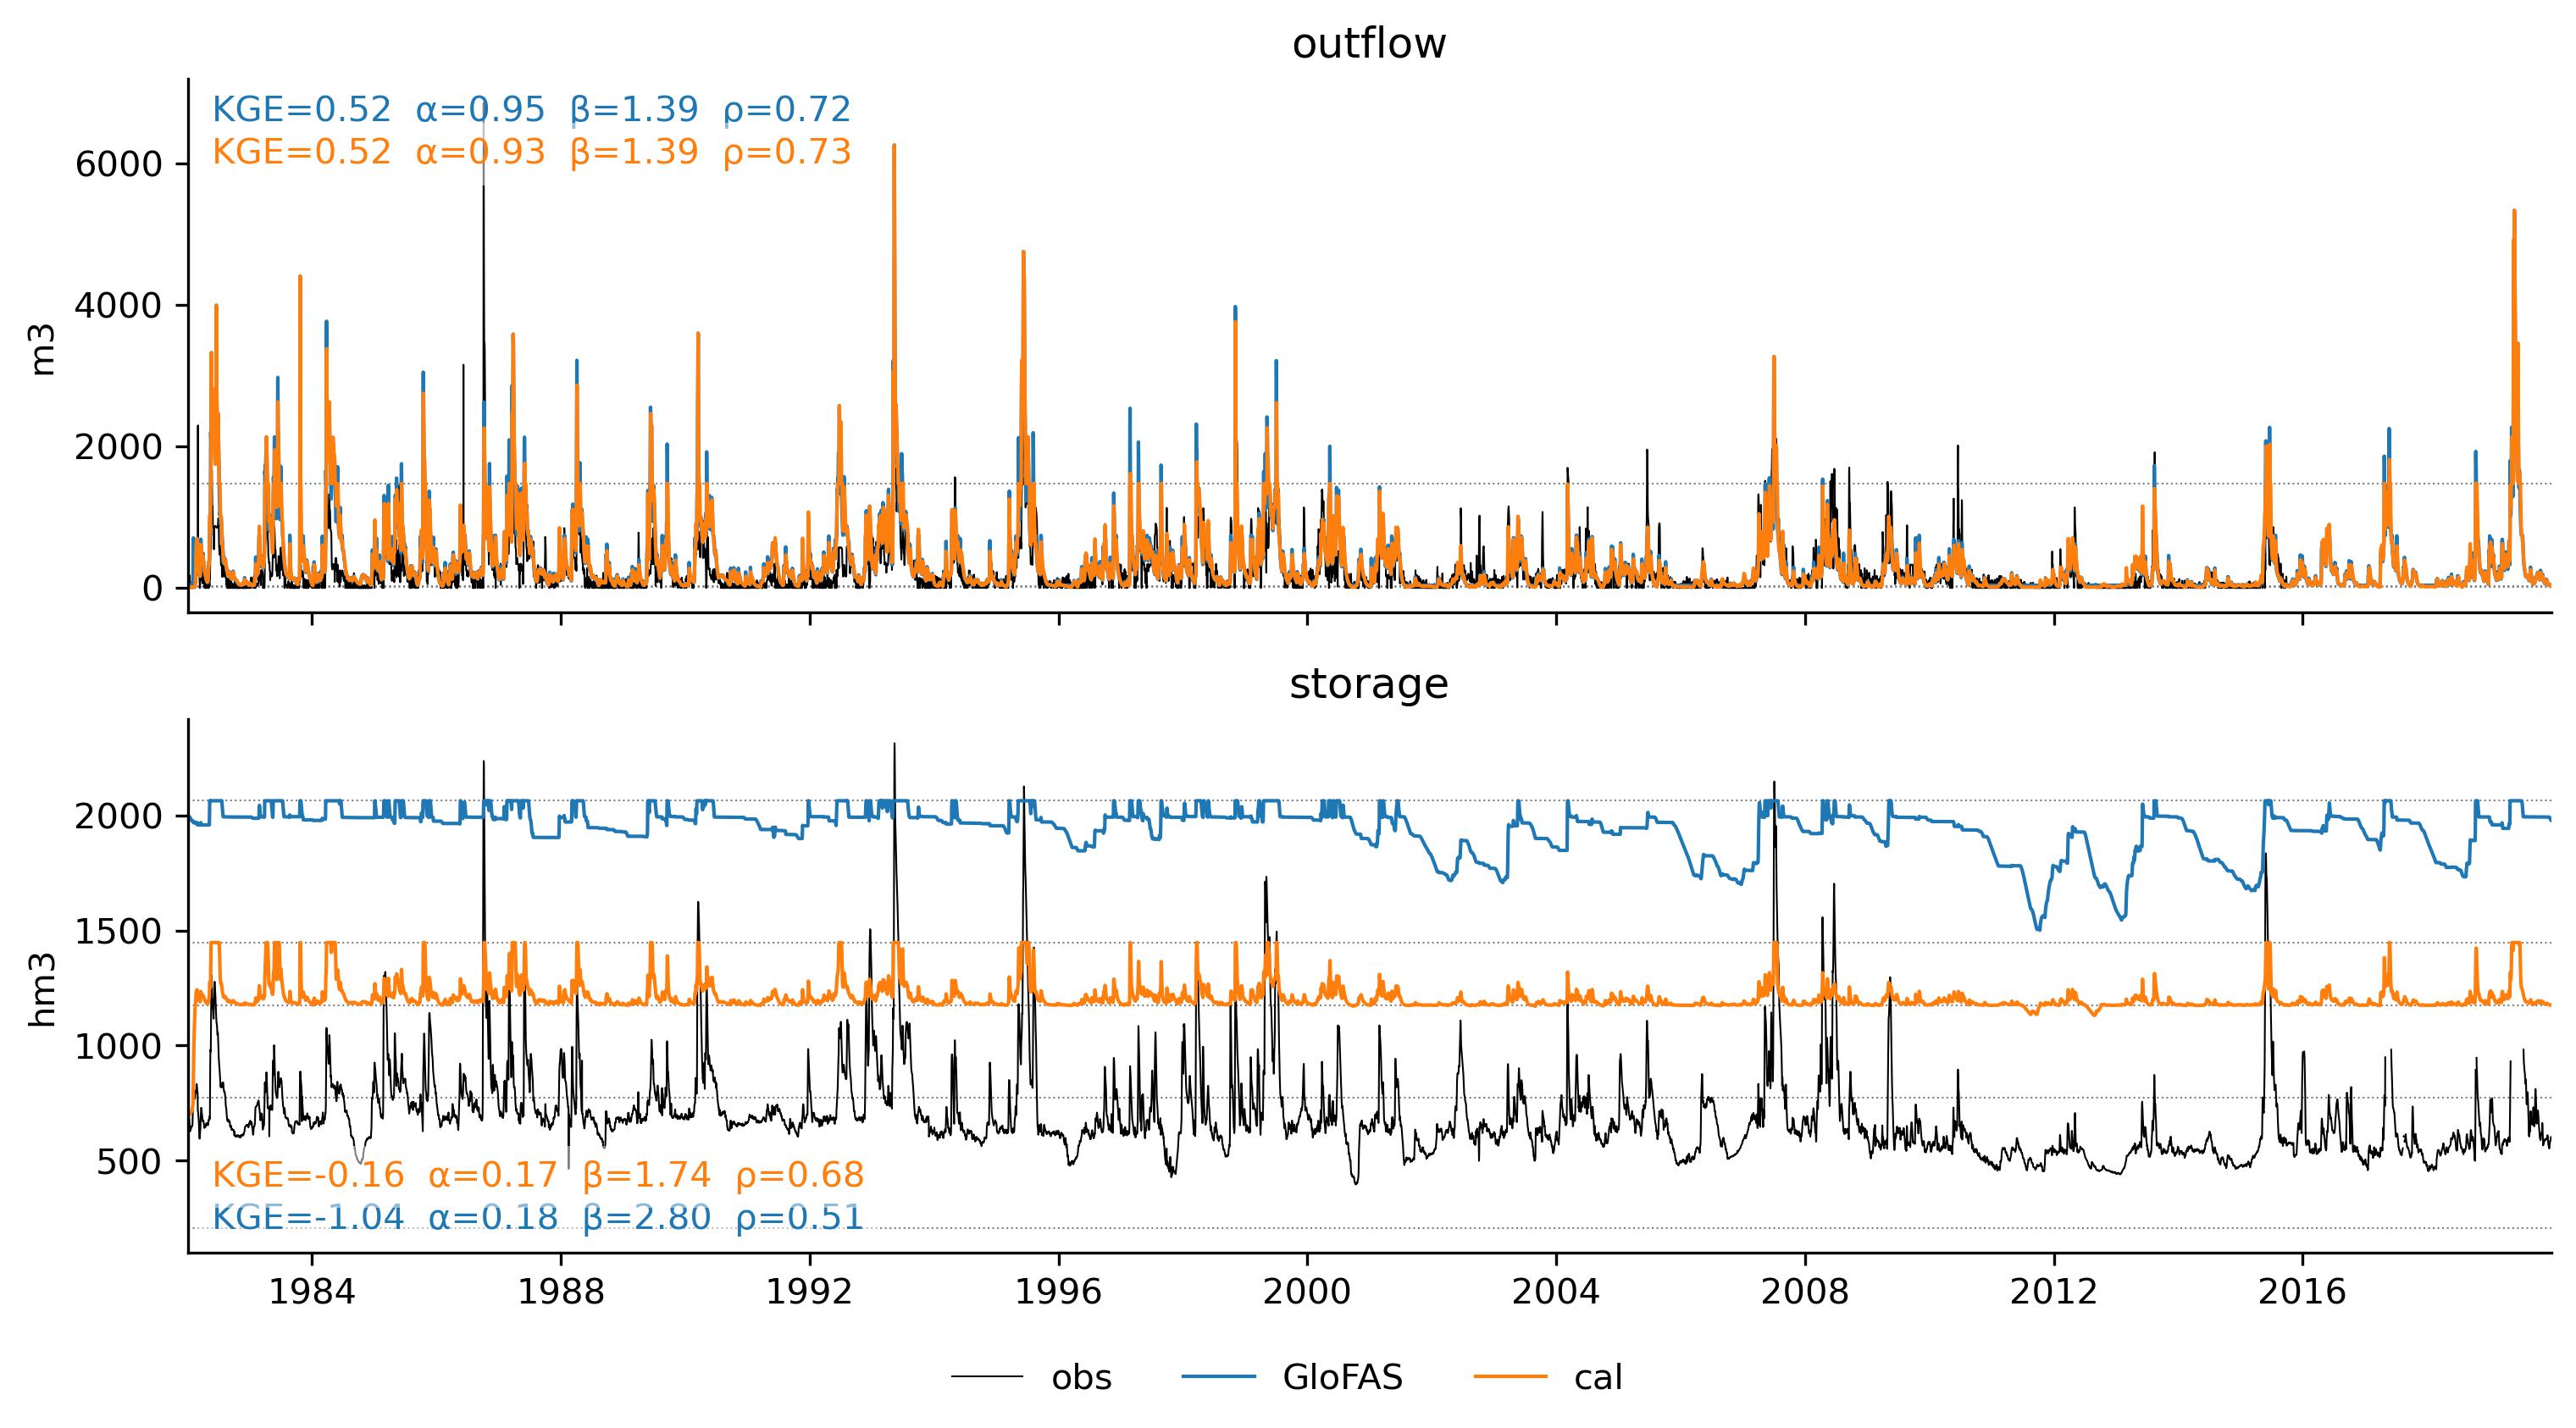 outflow
KGE=0.52 α=0.95 β=1.39 ρ=0.72
KGE=0.52 α=0.93 β=1.39 ρ=0.73
m3
6000
4000
2000
0
storage
hm3
2000
1500
1000
500
KGE=-0.16 α=0.17 β=1.74 ρ=0.68
KGE=-1.04 α=0.18 β=2.80 ρ=0.51
1984 1988 1992 1996 2000 2004 2008 2012 2016
obs GloFAS cal